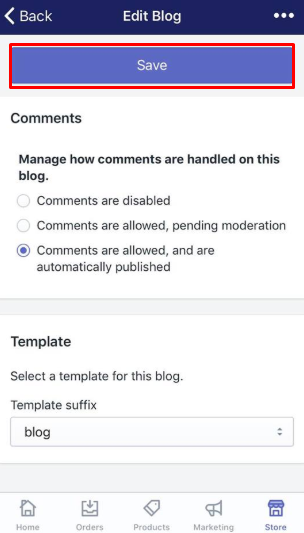 Back
Edit Blog
Save
Comments
Manage how comments are handled on this
blog.
Comments are disabled
Comments are allowed, pending moderation
Comments are allowed, and are
automatically published
Template
Select a template for this blog.
Template suffix
blog
Home
Orders
Products
Marketing
Store